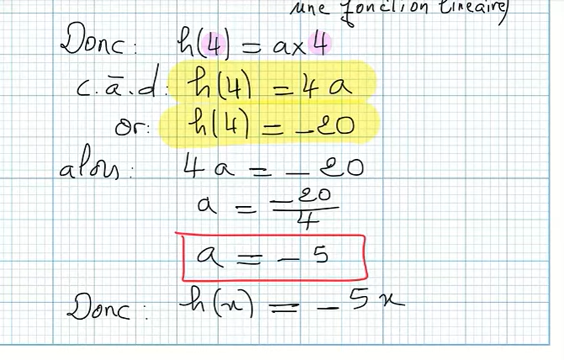 une fonction linéaire)
Donc: h(4) = a×4
c.à.d: h(4) = 4a
or: h(4) = -20
alors: 4a = -20
a = -20/4
a = -5
Donc: h(x) = -5x